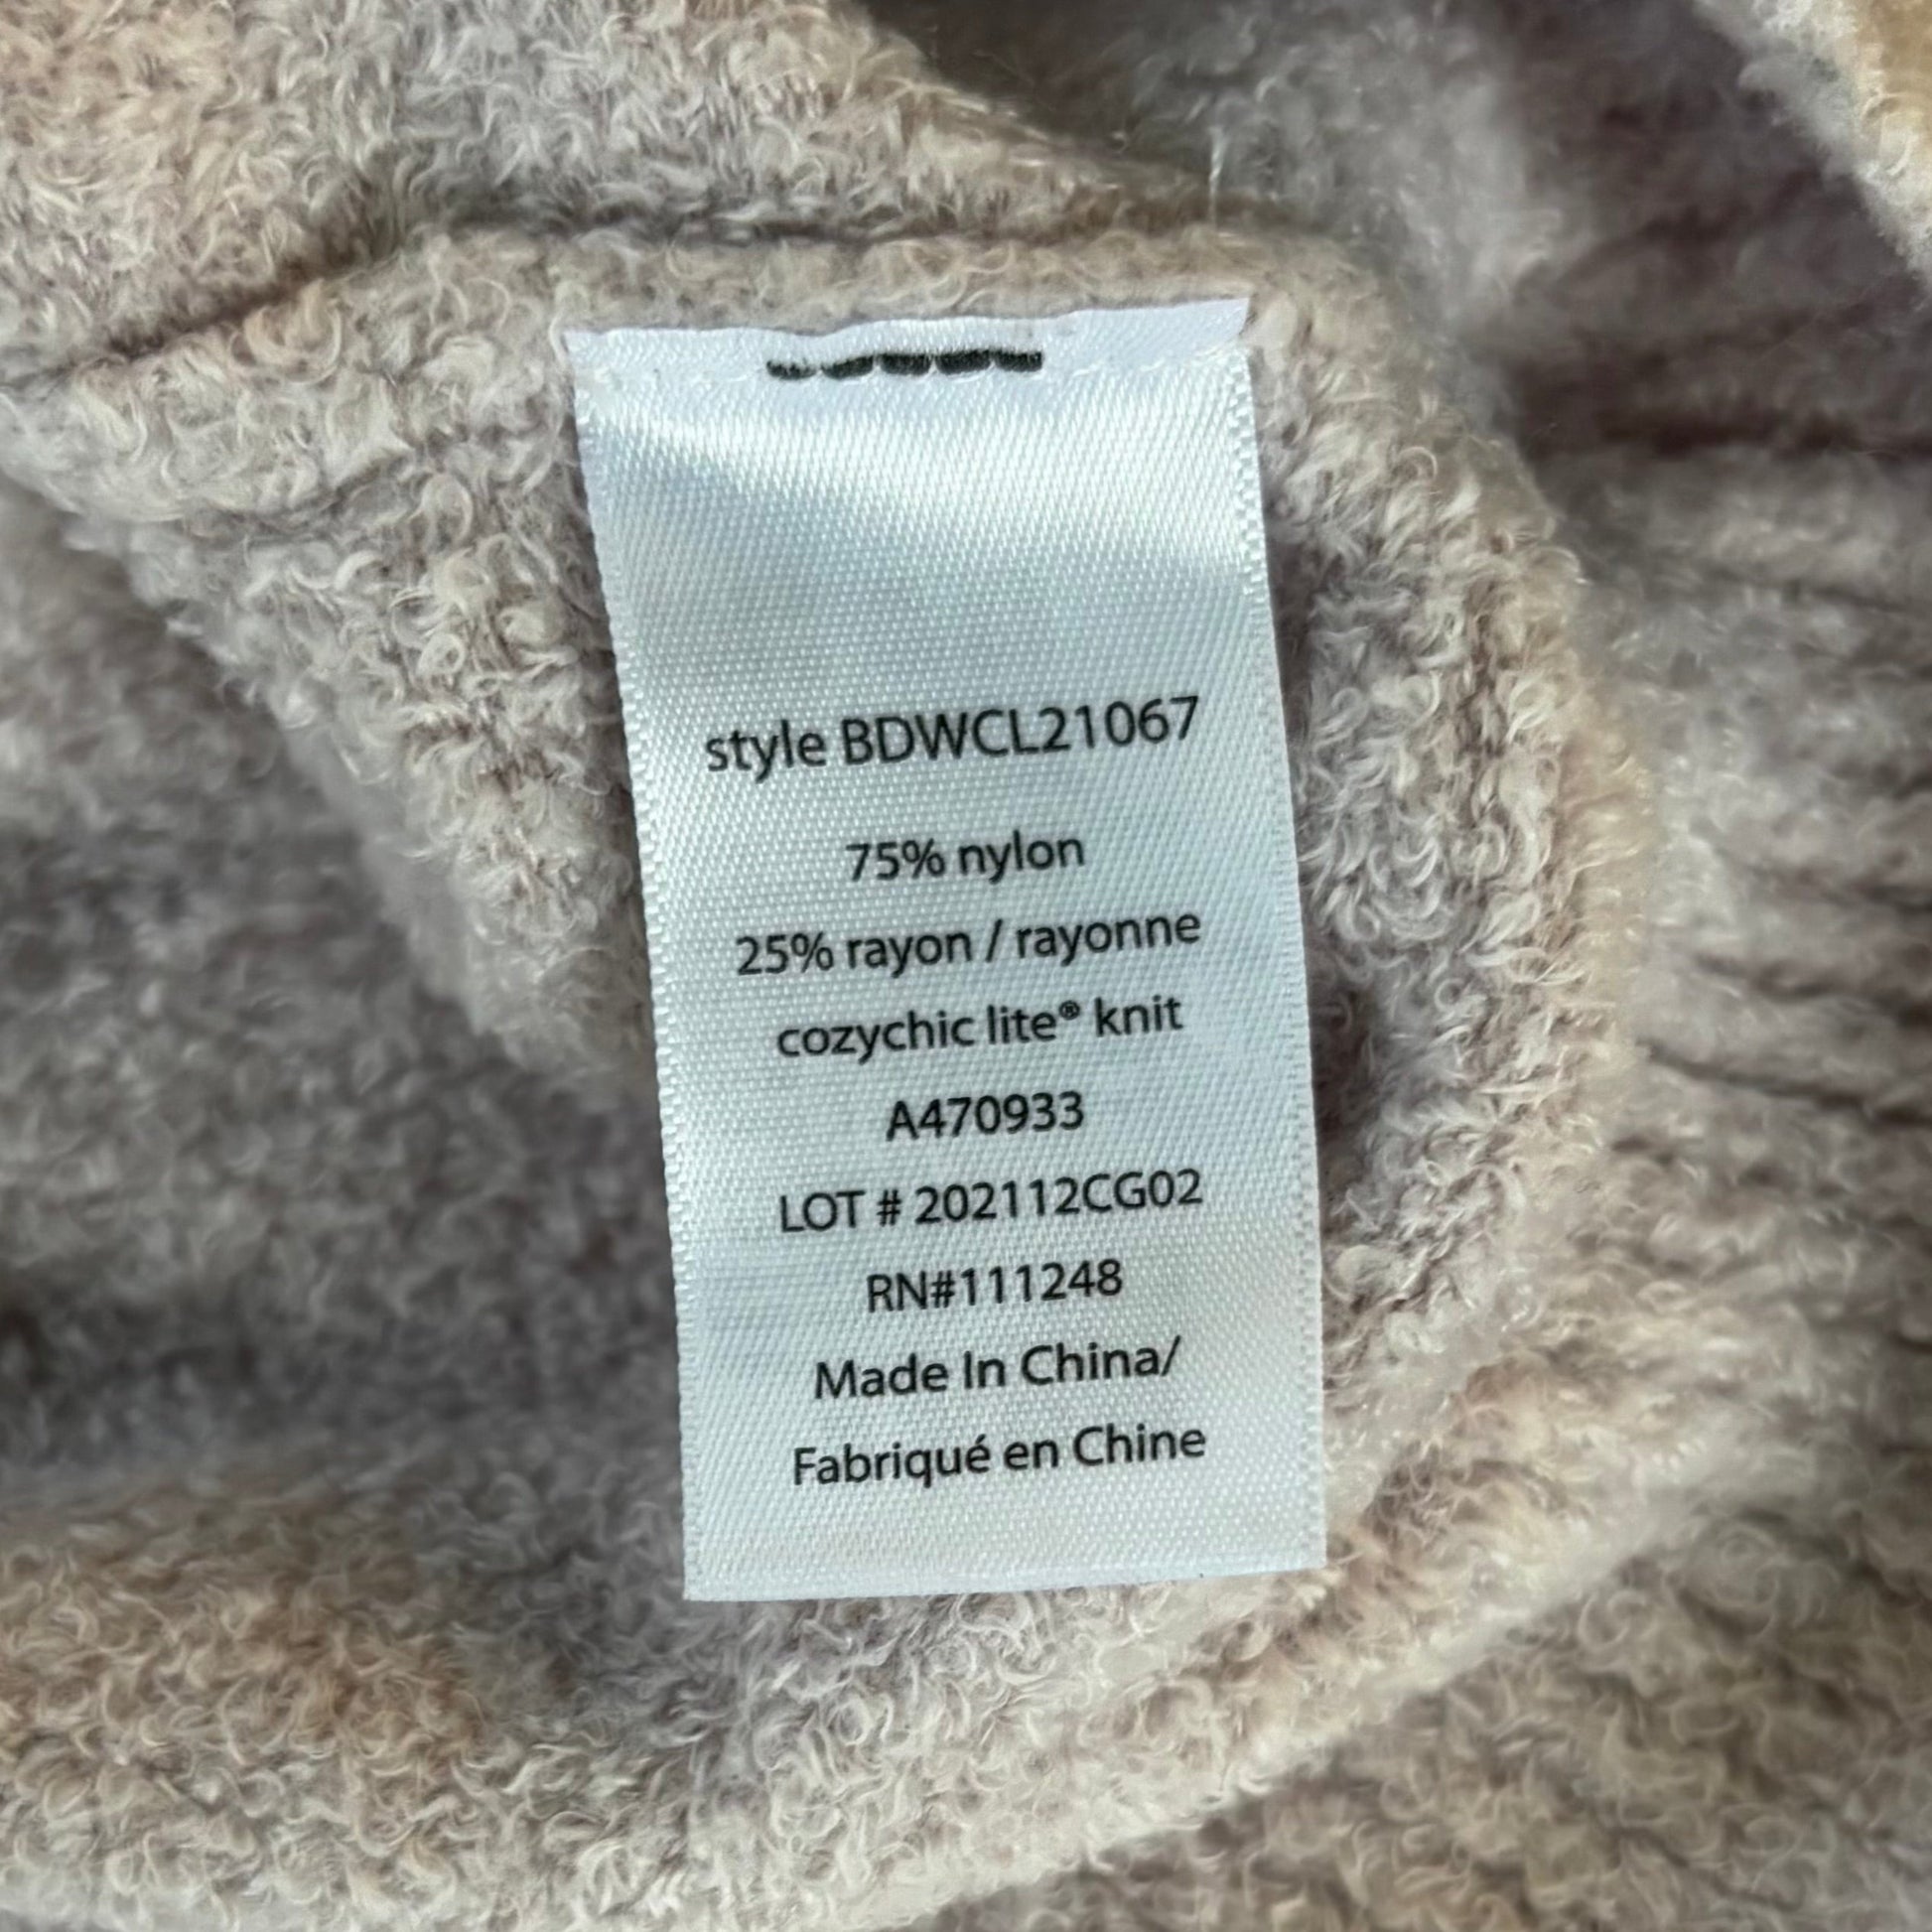 style BDWCL21067
75% nylon
25% rayon / rayonne
cozychic lite® knit
A470933
LOT # 202112CG02
RN#111248
Made In China/
Fabriqué en Chine